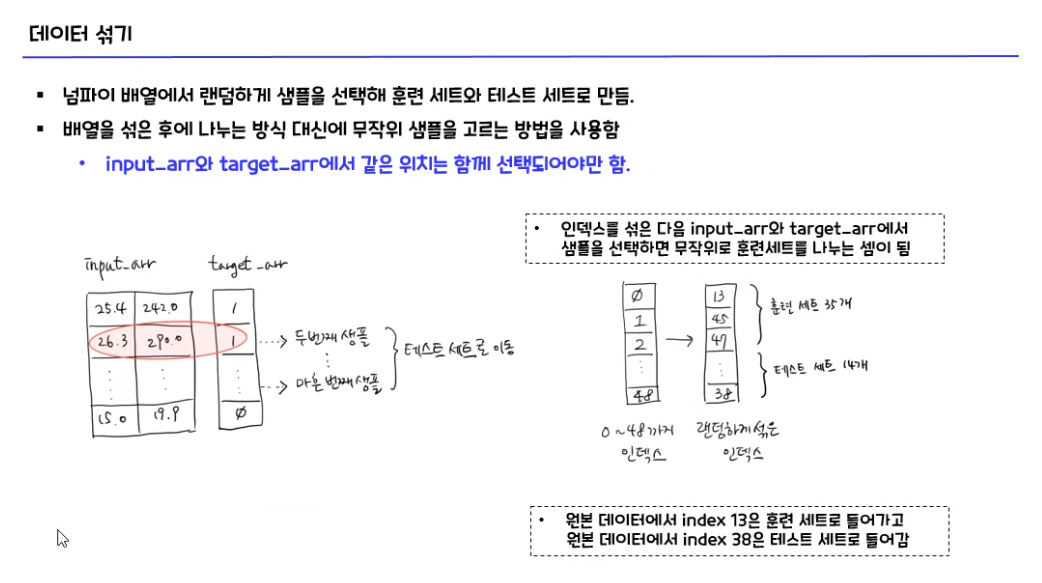 데이터 섞기
▪ 넘파이 배열에서 랜덤하게 샘플을 선택해 훈련 세트와 테스트 세트로 만듬.
▪ 배열을 섞은 후에 나누는 방식 대신에 무작위 샘플을 고르는 방법을 사용함
• input_arr와 target_arr에서 같은 위치는 함께 선택되어야만 함.
input_arr target_arr
25.4 242.0 1
26.3 290.0 1
15.0 19.9 0
두번째 샘플
마흔 번째 샘플
테스트 세트로 이동
• 인덱스를 섞은 다음 input_arr와 target_arr에서
샘플을 선택하면 무작위로 훈련세트를 나누는 셈이 됨
0 13
1 45
2 47
48 38
훈련 세트 35개
테스트 세트 14개
0 ~ 48까지
인덱스
랜덤하게 섞은
인덱스
• 원본 데이터에서 index 13은 훈련 세트로 들어가고
원본 데이터에서 index 38은 테스트 세트로 들어감